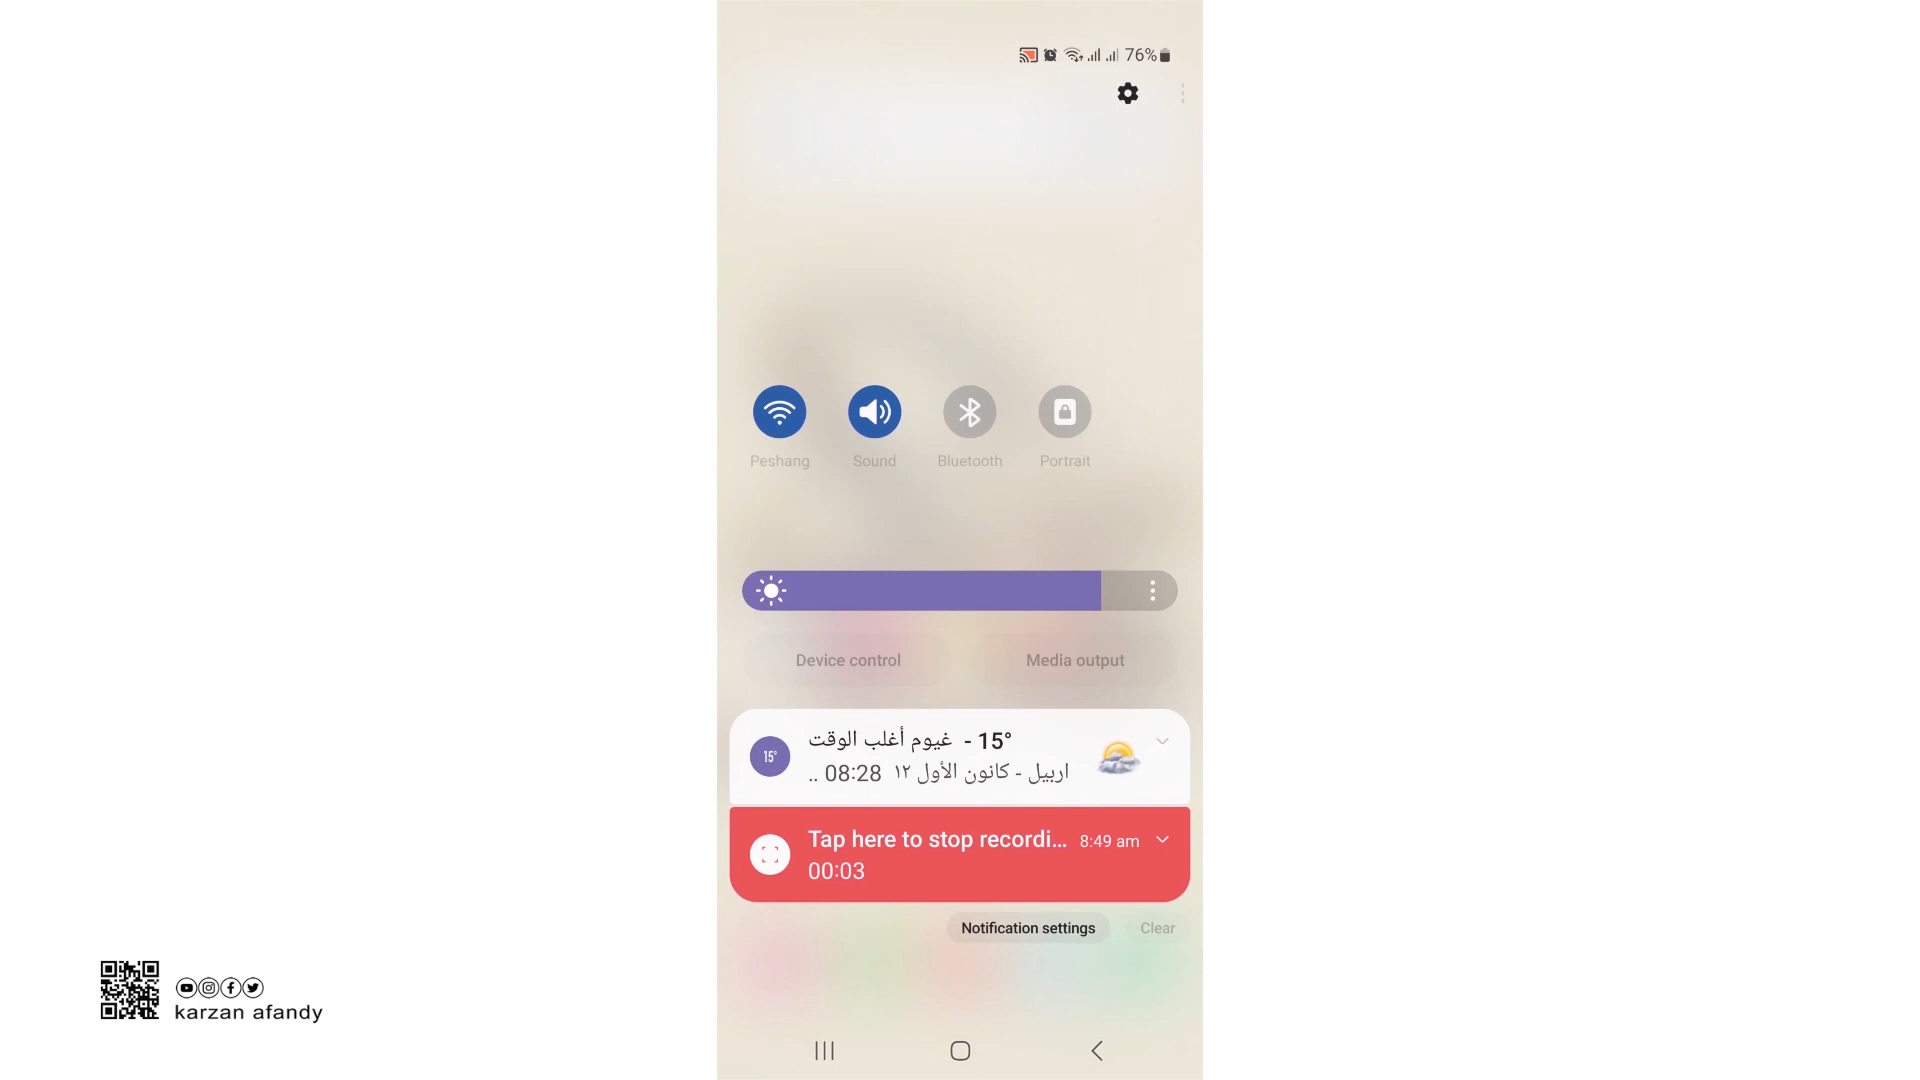 76%
Peshang
Sound
Bluetooth
Portrait
Device control
Media output
15°
15° - غيوم أغلب الوقت
اربيل - كانون الأول ١٢ 08:28 ..
Tap here to stop recordi... 8:49 am
00:03
Notification settings
Clear
karzan afandy